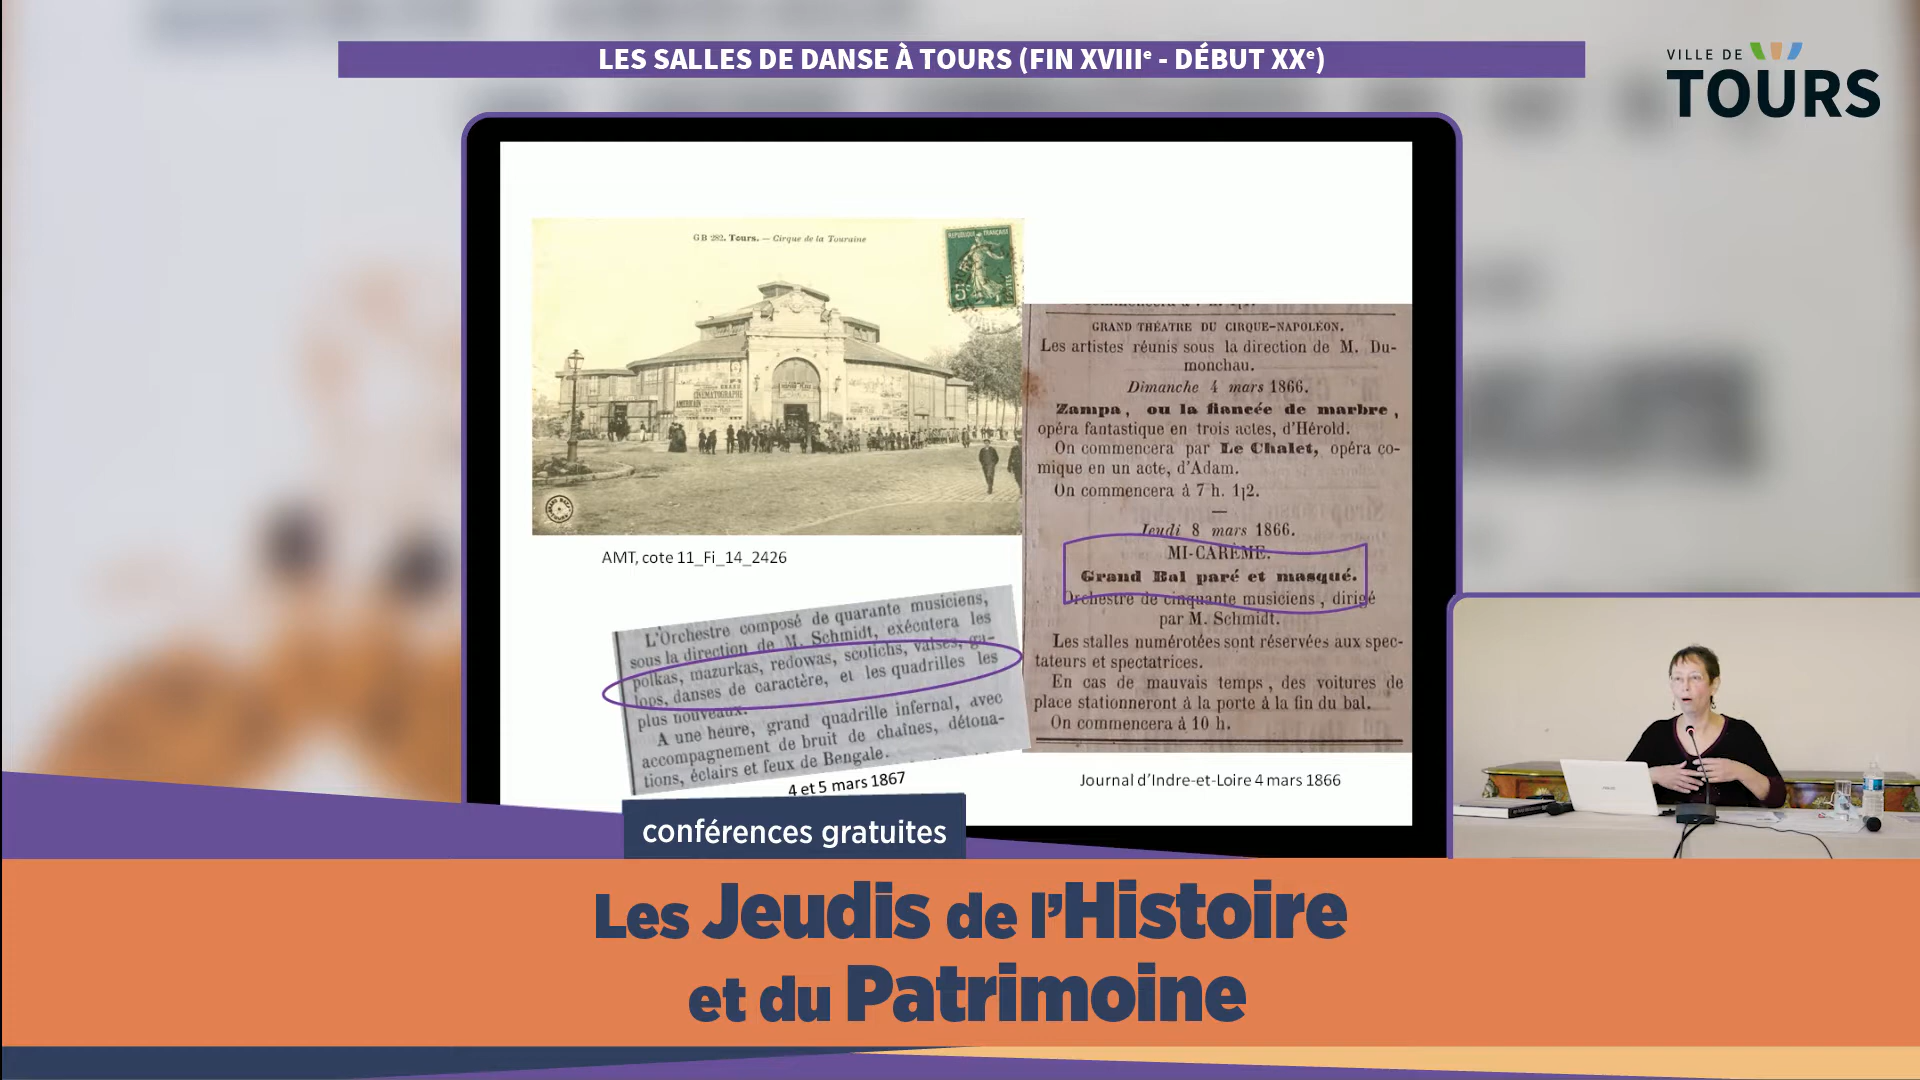 LES SALLES DE DANSE À TOURS (FIN XVIIIe - DÉBUT XXe)
VILLE DE
TOURS
GB 282. Tours. — Cirque de la Touraine
REPUBLIQUE FRANÇAISE
5c
CINÉMATOGRAPHE
AMERICAIN
AMT, cote 11_Fi_14_2426
GRAND THÉATRE DU CIRQUE-NAPOLÉON.
Les artistes réunis sous la direction de M. Du-
monchau.
Dimanche 4 mars 1866.
Zampa, ou la fiancée de marbre,
opéra fantastique en trois actes, d'Hérold.
On commencera par Le Chalet, opéra co-
mique en un acte, d'Adam.
On commencera à 7 h. 1|2.
—
Jeudi 8 mars 1866.
MI-CARÊME.
Grand Bal paré et masqué.
Orchestre de cinquante musiciens, dirigé
par M. Schmidt.
Les stalles numérotées sont réservées aux spec-
tateurs et spectatrices.
En cas de mauvais temps, des voitures de
place stationneront à la porte à la fin du bal.
On commencera à 10 h.
Journal d'Indre-et-Loire 4 mars 1866
L'Orchestre composé de quarante musiciens,
sous la direction de M. Schmidt, exécutera les
polkas, mazurkas, redowas, scotichs, valses, ga-
lops, danses de caractère, et les quadrilles les
plus nouveaux.
A une heure, grand quadrille infernal, avec
accompagnement de bruit de chaînes, détona-
tions, éclairs et feux de Bengale.
4 et 5 mars 1867
conférences gratuites
Les Jeudis de l'Histoire
et du Patrimoine